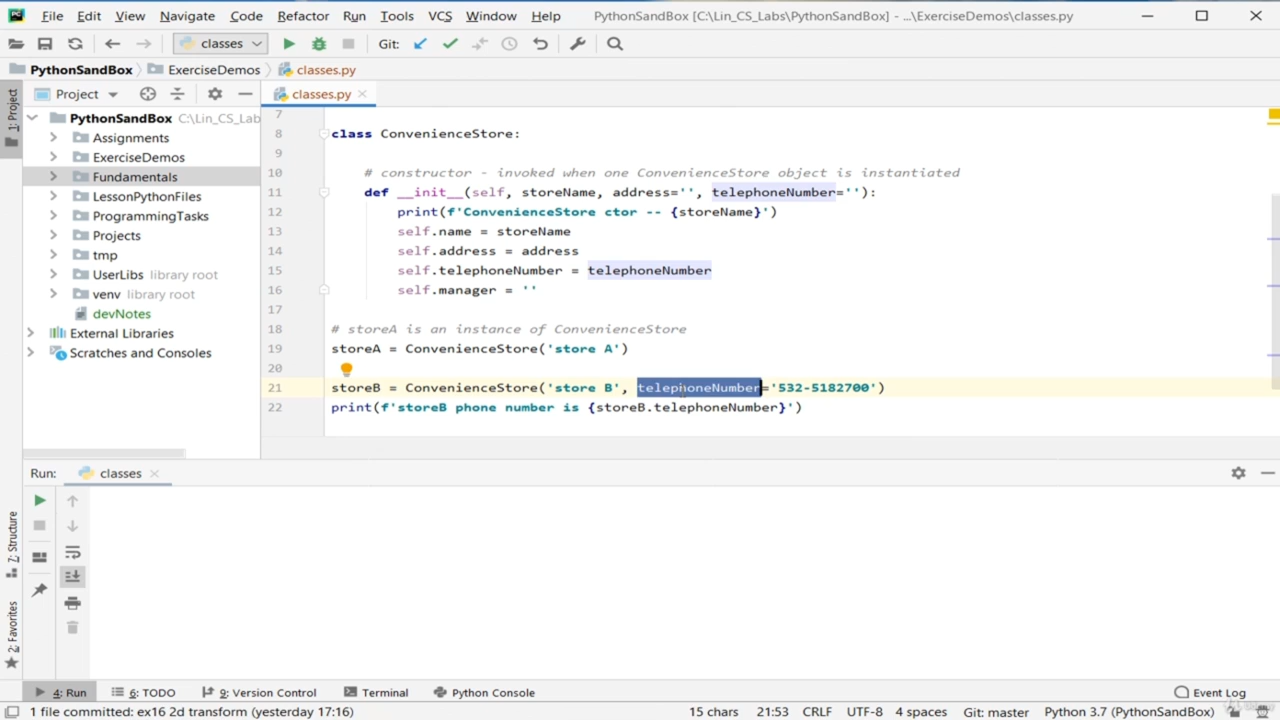 File Edit View Navigate Code Refactor Run Tools VCS Window Help PythonSandBox [C:\Lin_CS_Labs\PythonSandBox] - ...\ExerciseDemos\classes.py
classes Git:
PythonSandBox ExerciseDemos classes.py
1: Project
Project
classes.py
PythonSandBox C:\Lin_CS_Lab
Assignments
ExerciseDemos
Fundamentals
LessonPythonFiles
ProgrammingTasks
Projects
tmp
UserLibs library root
venv library root
devNotes
External Libraries
Scratches and Consoles
7
8 class ConvenienceStore:
9
10 # constructor - invoked when one ConvenienceStore object is instantiated
11 def __init__(self, storeName, address='', telephoneNumber=''):
12 print(f'ConvenienceStore ctor -- {storeName}')
13 self.name = storeName
14 self.address = address
15 self.telephoneNumber = telephoneNumber
16 self.manager = ''
17
18 # storeA is an instance of ConvenienceStore
19 storeA = ConvenienceStore('store A')
20
21 storeB = ConvenienceStore('store B', telephoneNumber='532-5182700')
22 print(f'storeB phone number is {storeB.telephoneNumber}')
Run: classes
7: Structure
2: Favorites
4: Run 6: TODO 9: Version Control Terminal Python Console Event Log
1 file committed: ex16 2d transform (yesterday 17:16) 15 chars 21:53 CRLF UTF-8 4 spaces Git: master Python 3.7 (PythonSandBox)